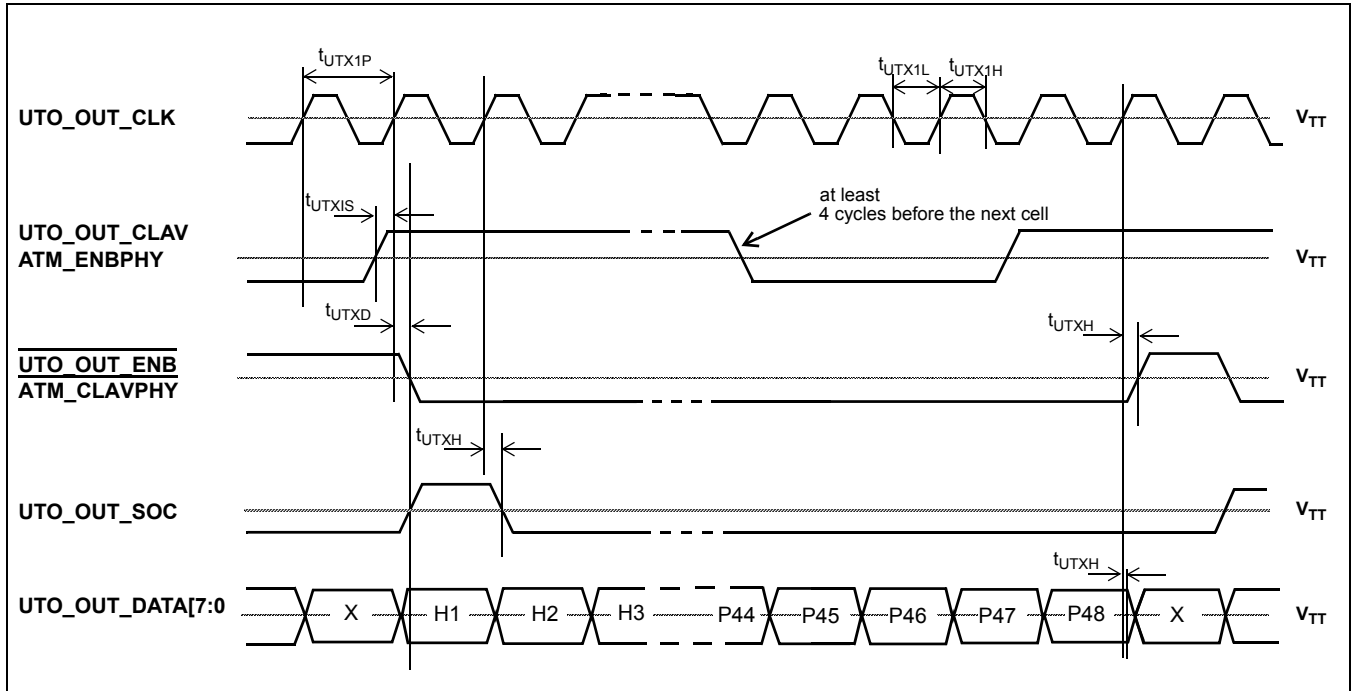 tUTX1P
tUTX1L
tUTX1H
UTO_OUT_CLK
VTT
at least
4 cycles before the next cell
tUTXIS
UTO_OUT_CLAV
ATM_ENBPHY
VTT
tUTXD
tUTXH
UTO_OUT_ENB
ATM_CLAVPHY
VTT
tUTXH
UTO_OUT_SOC
VTT
tUTXH
UTO_OUT_DATA[7:0
X H1 H2 H3 P44 P45 P46 P47 P48 X
VTT